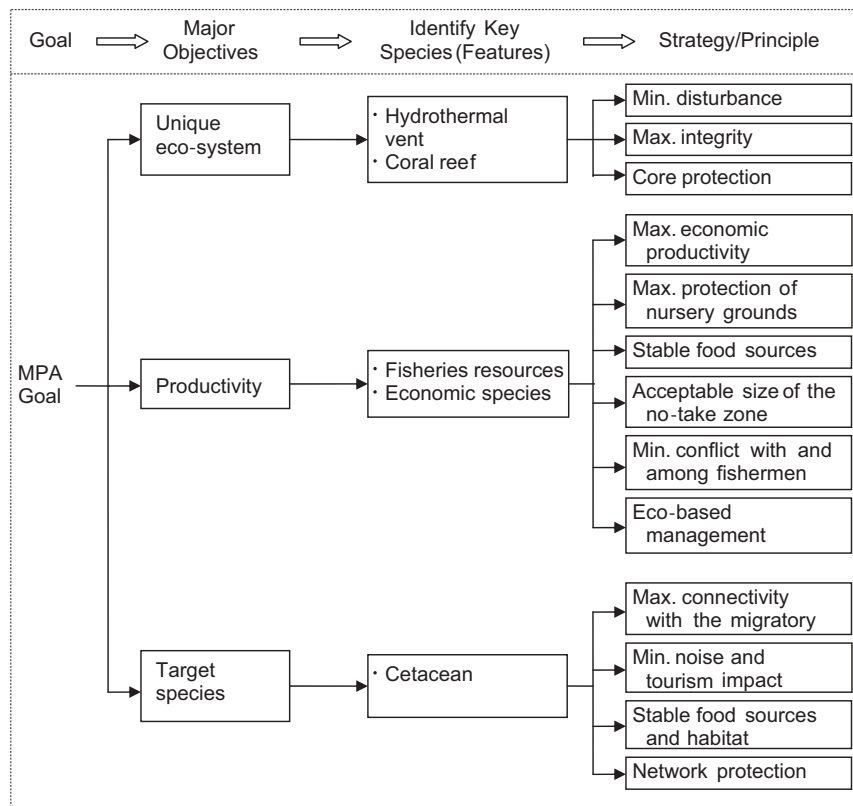 Goal
Major
Objectives
Identify Key
Species (Features)
Strategy/Principle
MPA
Goal
Unique
eco-system
· Hydrothermal
vent
· Coral reef
Min. disturbance
Max. integrity
Core protection
Productivity
· Fisheries resources
· Economic species
Max. economic
productivity
Max. protection of
nursery grounds
Stable food sources
Acceptable size of the
no-take zone
Min. conflict with and
among fishermen
Eco-based
management
Target
species
· Cetacean
Max. connectivity
with the migratory
Min. noise and
tourism impact
Stable food sources
and habitat
Network protection